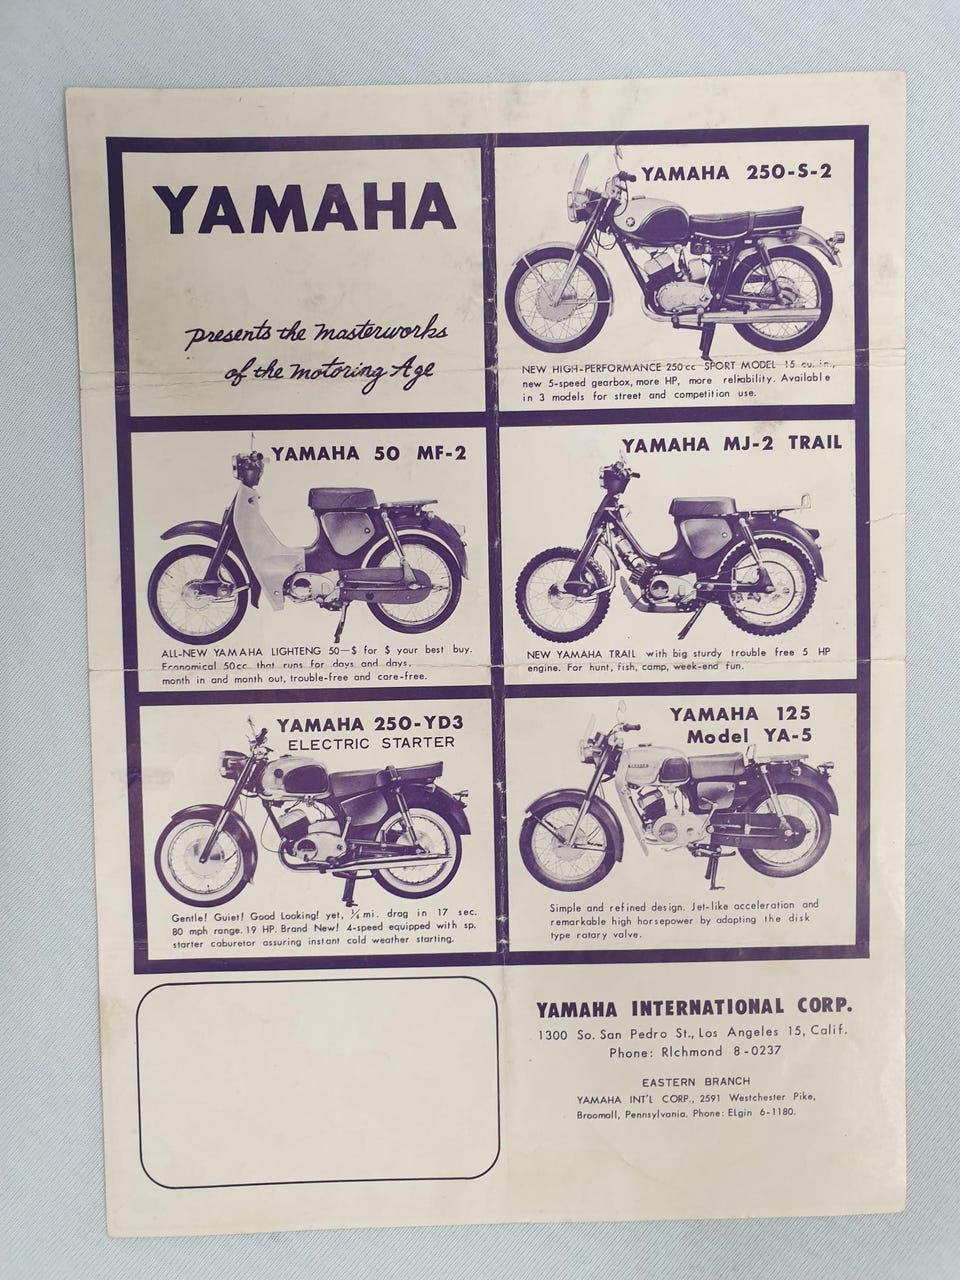 YAMAHA
presents the masterworks
of the motoring Age
YAMAHA 250-S-2
NEW HIGH-PERFORMANCE 250cc SPORT MODEL 15 cu. in.,
new 5-speed gearbox, more HP, more reliability. Available
in 3 models for street and competition use.
YAMAHA 50 MF-2
ALL-NEW YAMAHA LIGHTENG 50—$ for $ your best buy.
Economical 50cc that runs for days and days,
month in and month out, trouble-free and care-free.
YAMAHA MJ-2 TRAIL
NEW YAMAHA TRAIL with big sturdy trouble free 5 HP
engine. For hunt, fish, camp, week-end fun.
YAMAHA 250-YD3
ELECTRIC STARTER
Gentle! Guiet! Good Looking! yet, ¼ mi. drag in 17 sec.
80 mph range. 19 HP. Brand New! 4-speed equipped with sp.
starter caburetor assuring instant cold weather starting.
YAMAHA 125
Model YA-5
Simple and refined design. Jet-like acceleration and
remarkable high horsepower by adopting the disk
type rotary valve.
YAMAHA INTERNATIONAL CORP.
1300 So. San Pedro St., Los Angeles 15, Calif.
Phone: RIchmond 8-0237
EASTERN BRANCH
YAMAHA INT'L CORP., 2591 Westchester Pike,
Broomall, Pennsylvania. Phone: ELgin 6-1180.